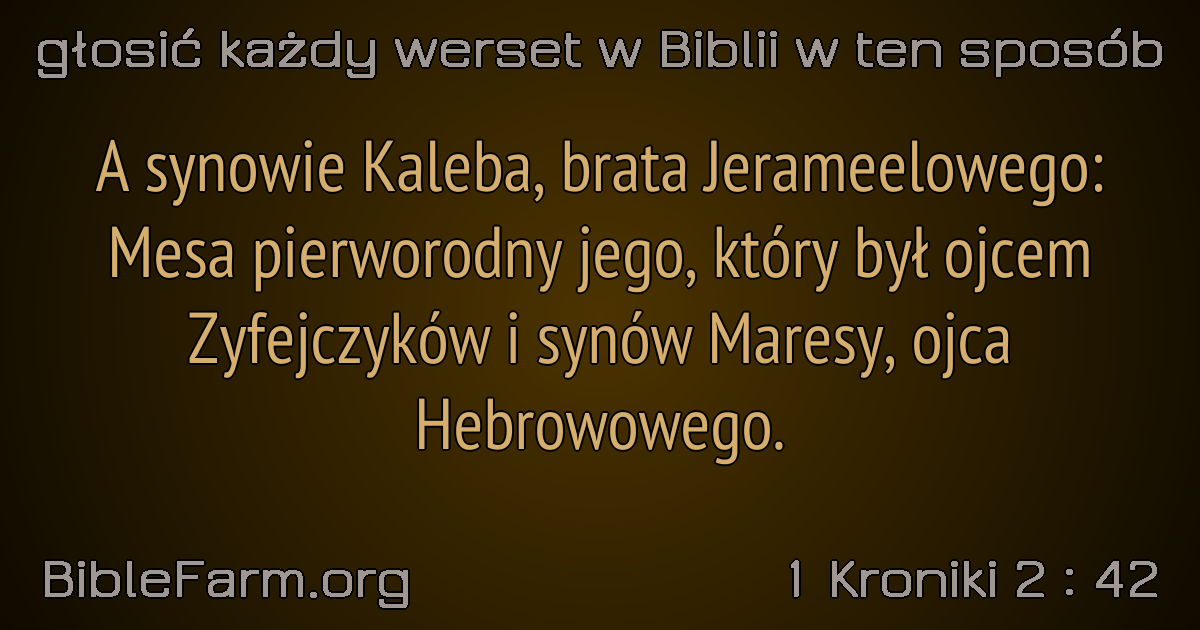 głosić każdy werset w Biblii w ten sposób
A synowie Kaleba, brata Jerameelowego:
Mesa pierworodny jego, który był ojcem
Zyfejczyków i synów Maresy, ojca
Hebrowowego.
BibleFarm.org
1 Kroniki 2 : 42